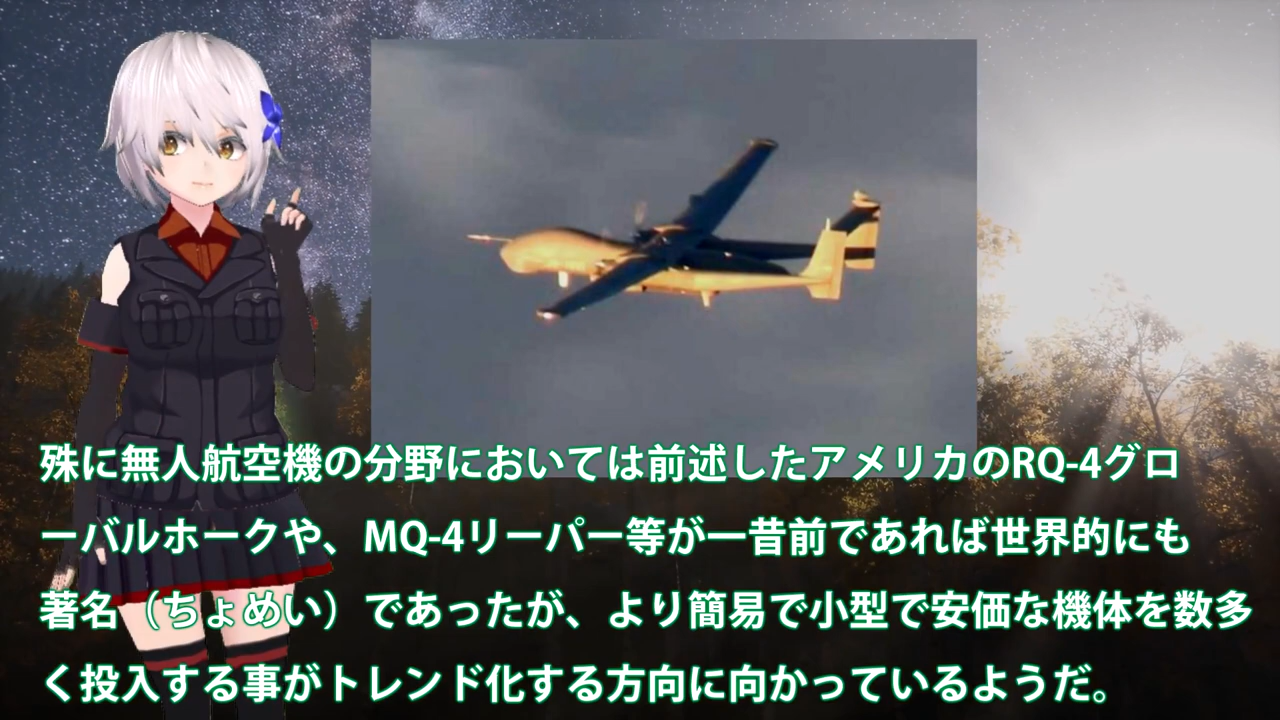 殊に無人航空機の分野においては前述したアメリカのRQ-4グロ
ーバルホークや、MQ-4リーパー等が一昔前であれば世界的にも
著名（ちょめい）であったが、より簡易で小型で安価な機体を数多
く投入する事がトレンド化する方向に向かっているようだ。